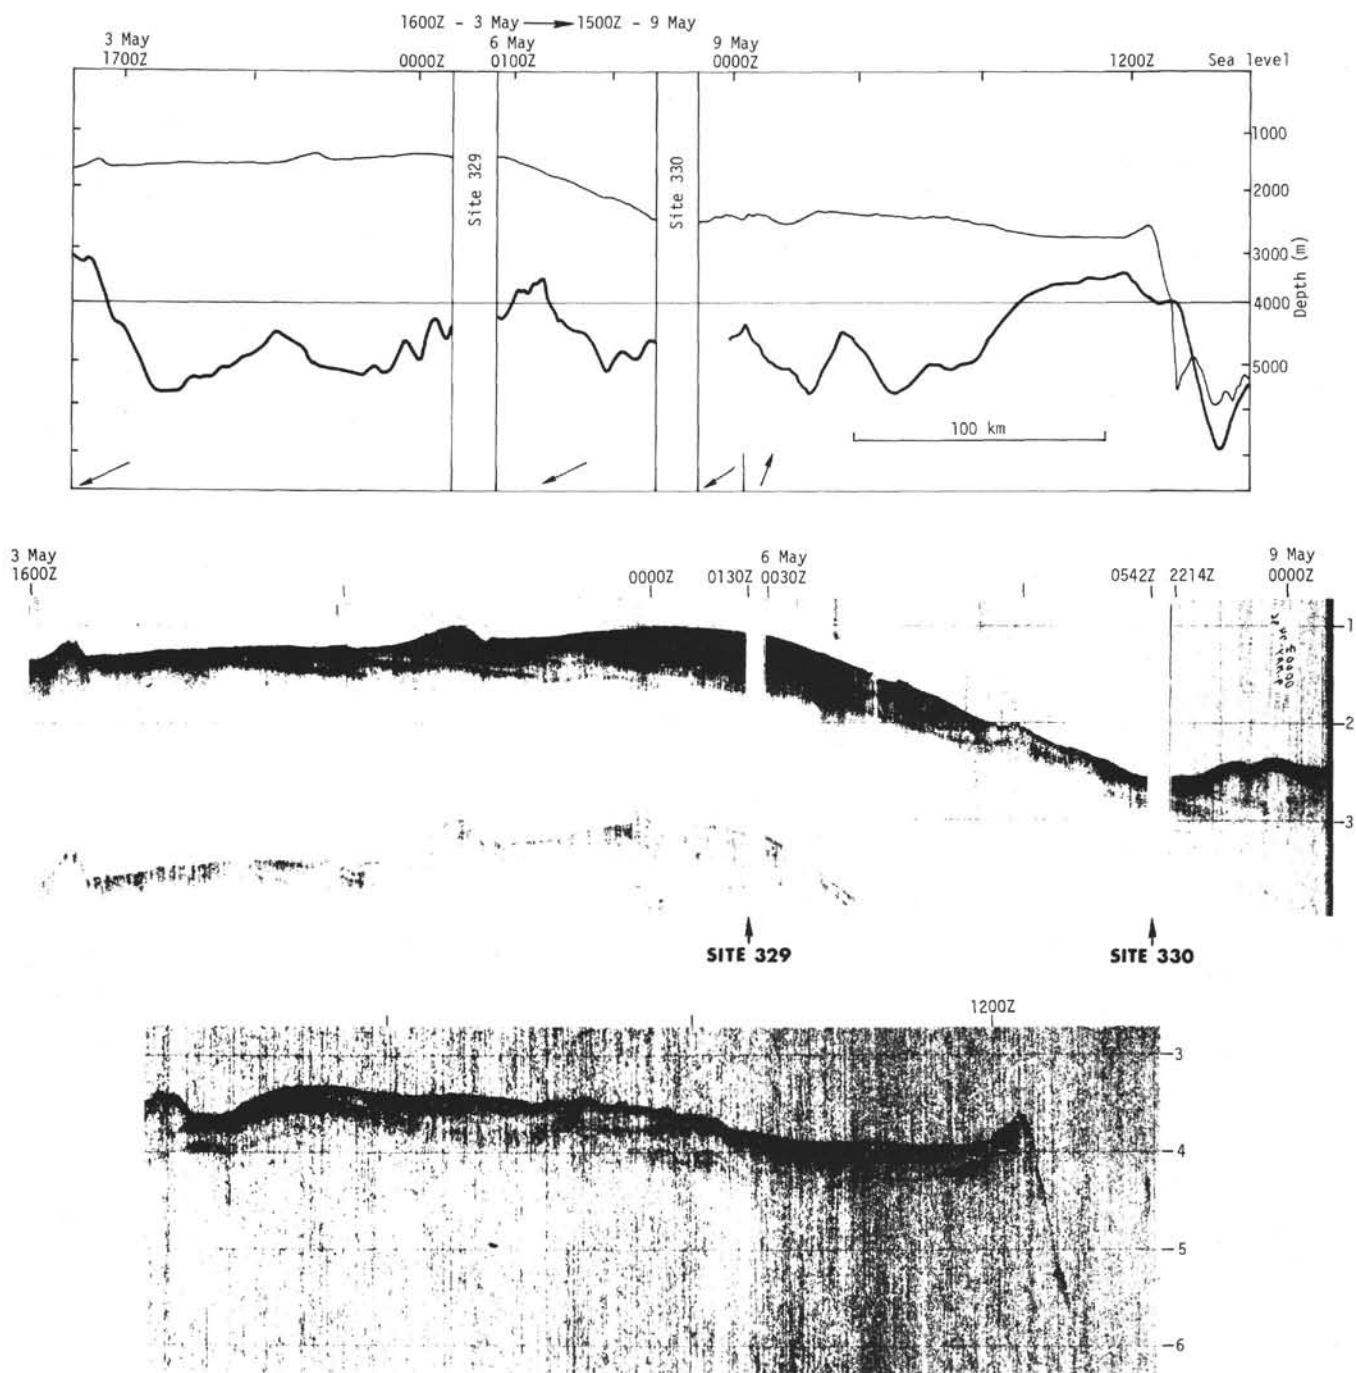 1600Z - 3 May 1500Z - 9 May
3 May 6 May 9 May
1700Z 0000Z 0100Z 0000Z 1200Z Sea level
1000
Site 329
Site 330
2000
3000
Depth (m)
4000
5000
100 km
3 May 6 May 9 May
1600Z 0000Z 0130Z 0030Z 0542Z 2214Z 0000Z
1
2
3
SITE 329 SITE 330
1200Z
3
4
5
6